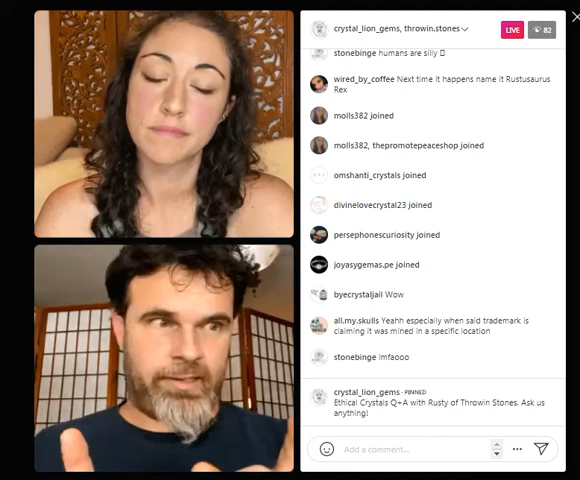 crystal_lion_gems, throwin.stones
LIVE
82
stonebinge humans are silly
wired_by_coffee Next time it happens name it Rustusaurus
Rex
molls382 joined
molls382, thepromotepeaceshop joined
omshanti_crystals joined
divinelovecrystal23 joined
persephonescuriosity joined
joyasygemas.pe joined
byecrystaljail Wow
all.my.skulls Yeahh especially when said trademark is
claiming it was mined in a specific location
stonebinge lmfaooo
crystal_lion_gems · PINNED
Ethical Crystals Q+A with Rusty of Throwin Stones. Ask us
anything!
Add a comment...